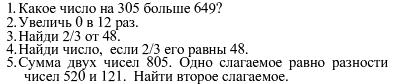 1. Какое число на 305 больше 649?
2. Увеличь 0 в 12 раз.
3. Найди 2/3 от 48.
4. Найди число, если 2/3 его равны 48.
5. Сумма двух чисел 805. Одно слагаемое равно разности
чисел 520 и 121. Найти второе слагаемое.